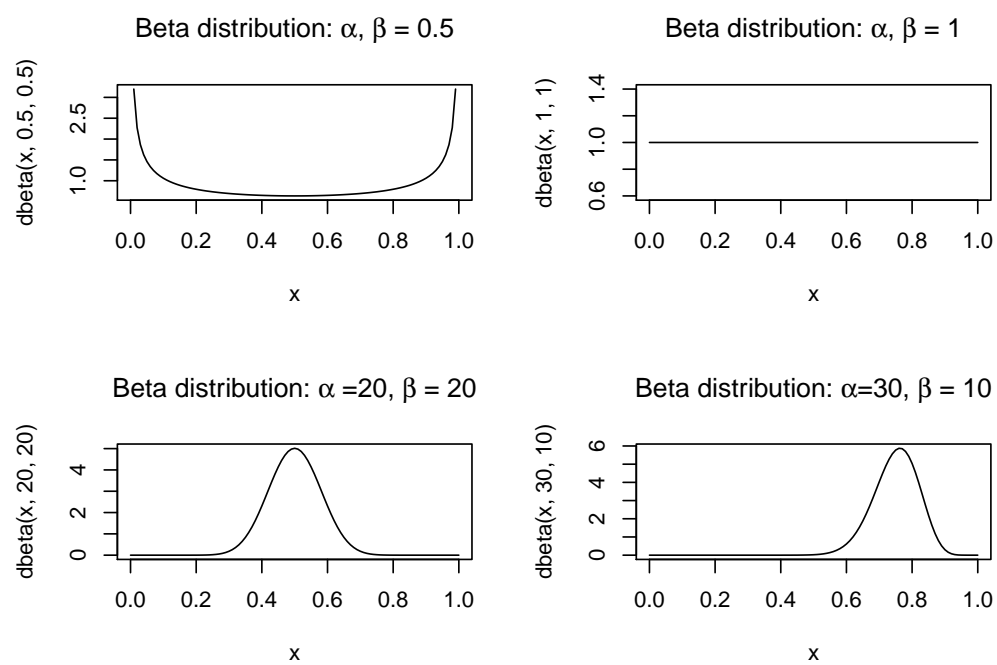 Beta distribution: α, β = 0.5
dbeta(x, 0.5, 0.5)
1.0 2.5
0.0 0.2 0.4 0.6 0.8 1.0
x
Beta distribution: α, β = 1
dbeta(x, 1, 1)
0.6 1.0 1.4
0.0 0.2 0.4 0.6 0.8 1.0
x
Beta distribution: α =20, β = 20
dbeta(x, 20, 20)
0 2 4
0.0 0.2 0.4 0.6 0.8 1.0
x
Beta distribution: α=30, β = 10
dbeta(x, 30, 10)
0 2 4 6
0.0 0.2 0.4 0.6 0.8 1.0
x